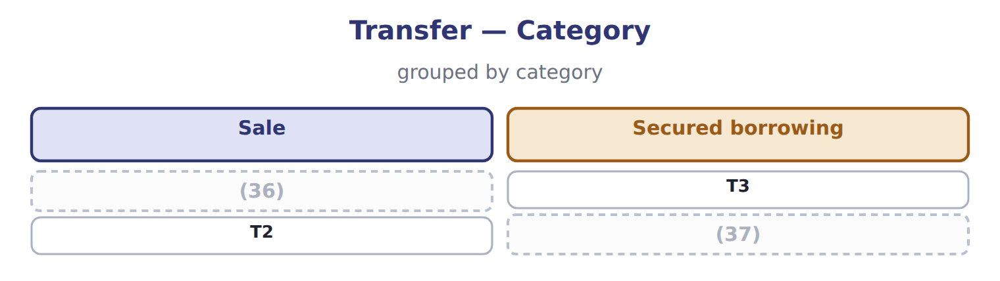 Transfer — Category
grouped by category
Sale
(36)
T2
Secured borrowing
T3
(37)